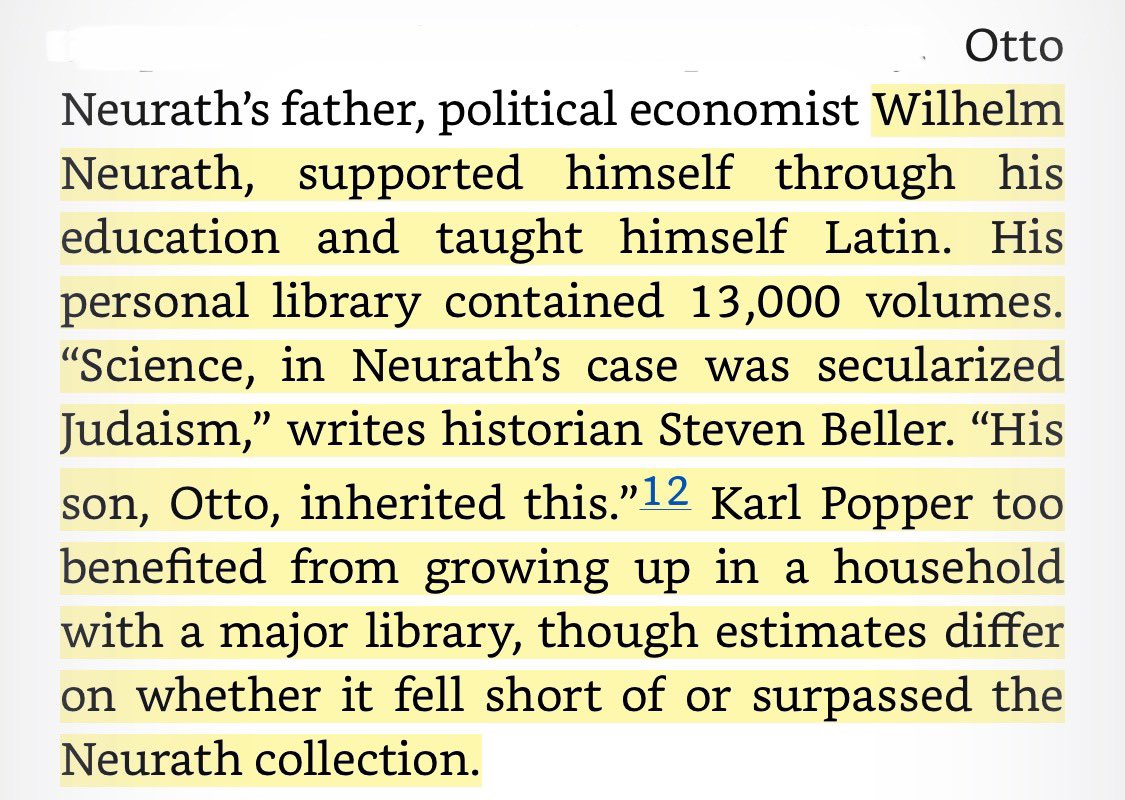 Otto
Neurath’s father, political economist Wilhelm
Neurath, supported himself through his
education and taught himself Latin. His
personal library contained 13,000 volumes.
“Science, in Neurath’s case was secularized
Judaism,” writes historian Steven Beller. “His
son, Otto, inherited this.”12 Karl Popper too
benefited from growing up in a household
with a major library, though estimates differ
on whether it fell short of or surpassed the
Neurath collection.